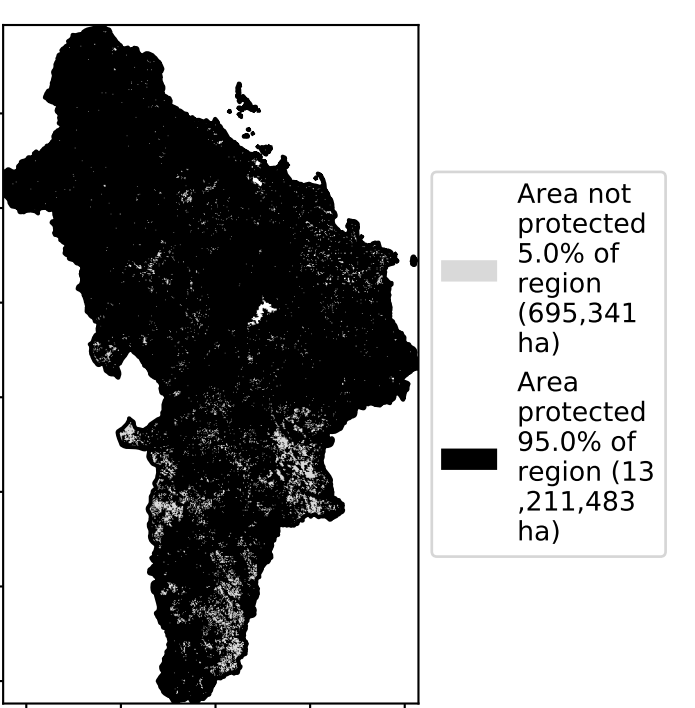 Area not
protected
5.0% of
region
(695,341
ha)
Area
protected
95.0% of
region (13
,211,483
ha)